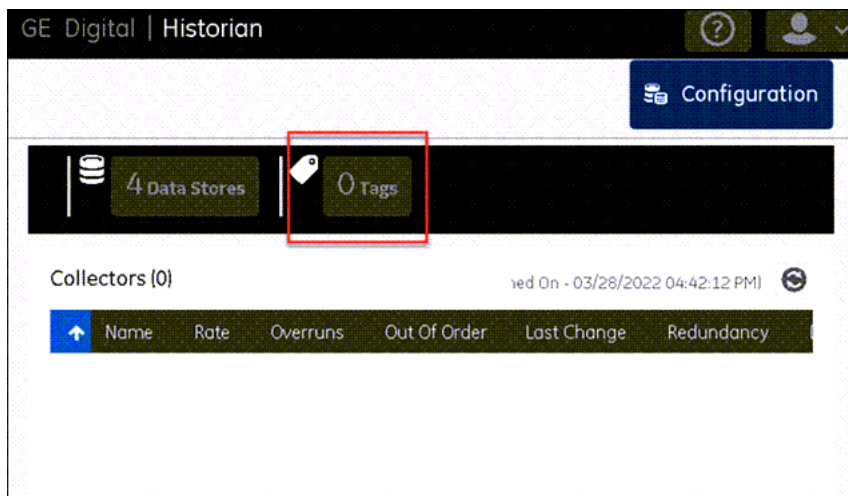 GE Digital | Historian
Configuration
4 Data Stores
0 Tags
Collectors (0)
ned On - 03/28/2022 04:42:12 PM)
Name Rate Overruns Out Of Order Last Change Redundancy